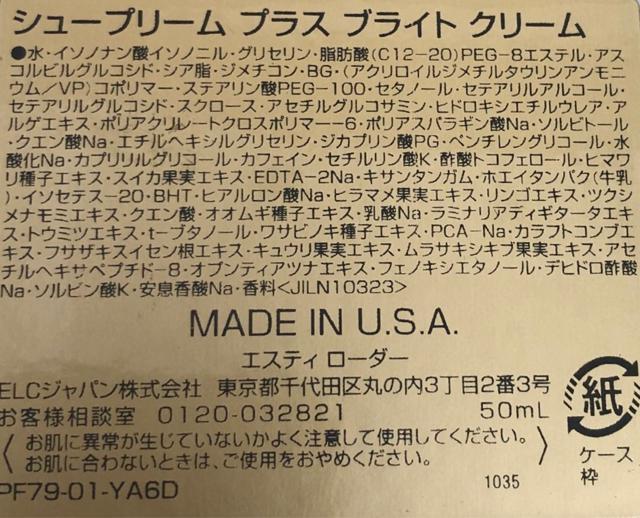 シュープリーム プラス ブライト クリーム
●水・イソノナン酸イソノニル・グリセリン・脂肪酸(C12-20)PEG-8エステル・アス
コルビルグルコシド・シア脂・ジメチコン・BG・(アクリロイルジメチルタウリンアンモニ
ウム/VP)コポリマー・ステアリン酸PEG-100・セタノール・セテアリルアルコール・
セテアリルグルコシド・スクロース・アセチルグルコサミン・ヒドロキシエチルウレア・ア
ルゲエキス・ポリアクリレートクロスポリマー-6・ポリアスパラギン酸Na・ソルビトール
・クエン酸Na・エチルヘキシルグリセリン・ジカプリン酸PG・ペンチレングリコール・水
酸化Na・カプリリルグリコール・カフェイン・セチルリン酸K・酢酸トコフェロール・ヒマワ
リ種子エキス・スイカ果実エキス・EDTA-2Na・キサンタンガム・ホエイタンパク(牛乳
)・イソセテス-20・BHT・ヒアルロン酸Na・ヒラマメ果実エキス・リンゴエキス・ツクシ
メナモミエキス・クエン酸・オオムギ種子エキス・乳酸Na・ラミナリアディギタータエキ
ス・トウミツエキス・t-ブタノール・ワサビノキ種子エキス・PCA-Na・カラフトコンブエ
キス・フサザキスイセン根エキス・キュウリ果実エキス・ムラサキシキブ果実エキス・アセ
チルヘキサペプチド-8・オプンティアツナエキス・フェノキシエタノール・デヒドロ酢酸
Na・ソルビン酸K・安息香酸Na・香料<JILN10323>
MADE IN U.S.A.
エスティ ローダー
ELCジャパン株式会社 東京都千代田区丸の内3丁目2番3号
お客様相談室 0120-032821 50mL
お肌に異常が生じていないかよく注意して使用してください。
お肌に合わないときは、ご使用をおやめください。
紙
ケース
枠
PF79-01-YA6D 1035